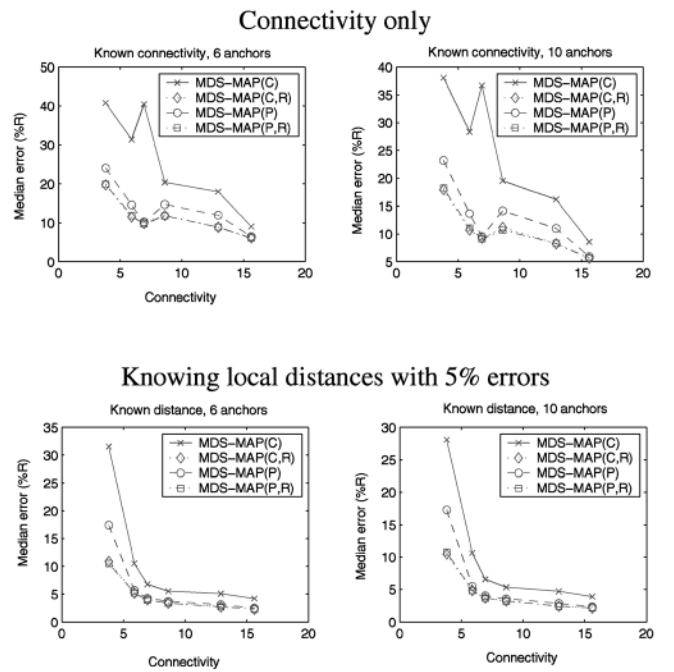 Connectivity only
Known connectivity, 6 anchors
50
40
30
20
10
0
0
5
10
15
20
Median error (%R)
Connectivity
MDS-MAP(C)
MDS-MAP(C,R)
MDS-MAP(P)
MDS-MAP(P,R)
Known connectivity, 10 anchors
40
35
30
25
20
15
10
5
0
5
10
15
20
Median error (%R)
MDS-MAP(C)
MDS-MAP(C,R)
MDS-MAP(P)
MDS-MAP(P,R)
Knowing local distances with 5% errors
Known distance, 6 anchors
35
30
25
20
15
10
5
0
0
5
10
15
20
Median error (%R)
Connectivity
MDS-MAP(C)
MDS-MAP(C,R)
MDS-MAP(P)
MDS-MAP(P,R)
Known distance, 10 anchors
30
25
20
15
10
5
0
0
5
10
15
20
Median error (%R)
Connectivity
MDS-MAP(C)
MDS-MAP(C,R)
MDS-MAP(P)
MDS-MAP(P,R)